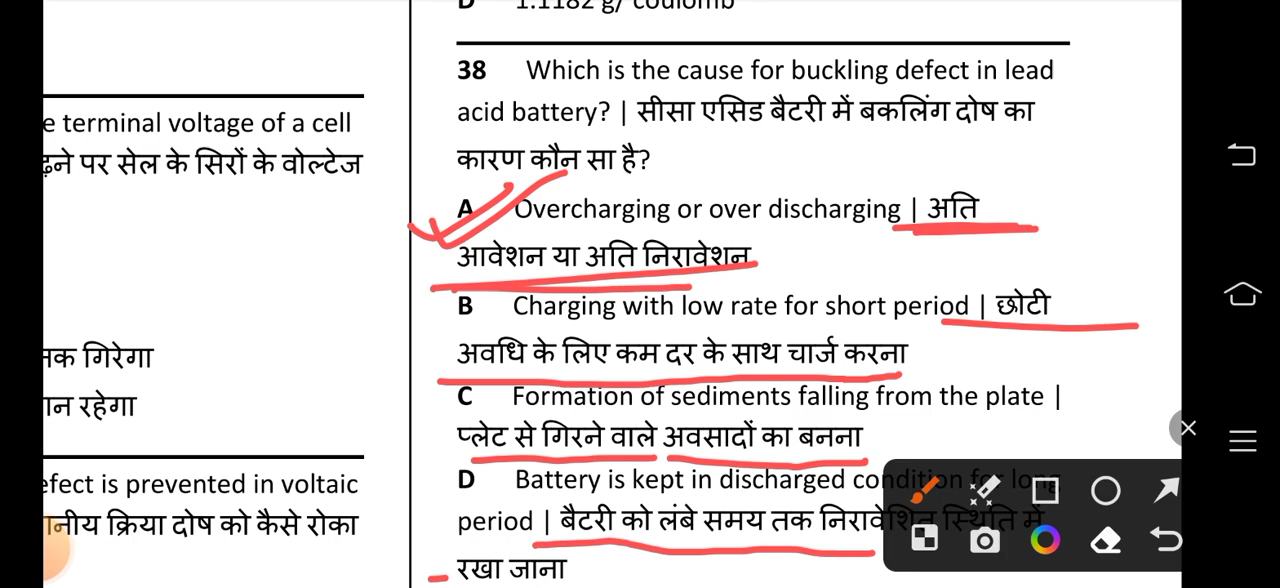 e terminal voltage of a cell
ढ़ने पर सेल के सिरों के वोल्टेज
गिरेगा
रहेगा
is prevented in voltaic
क्रिया दोष को कैसे रोका
D 1.1182 g/ coulomb
38 Which is the cause for buckling defect in lead
acid battery? | सीसा एसिड बैटरी में बकलिंग दोष का
कारण कौन सा है?
A Overcharging or over discharging | अति
आवेशन या अति निरावेशन
B Charging with low rate for short period | छोटी
अवधि के लिए कम दर के साथ चार्ज करना
C Formation of sediments falling from the plate |
प्लेट से गिरने वाले अवसादों का बनना
D Battery is kept in discharged condition for long
period | बैटरी को लंबे समय तक निरावेशित स्थिति में
रखा जाना